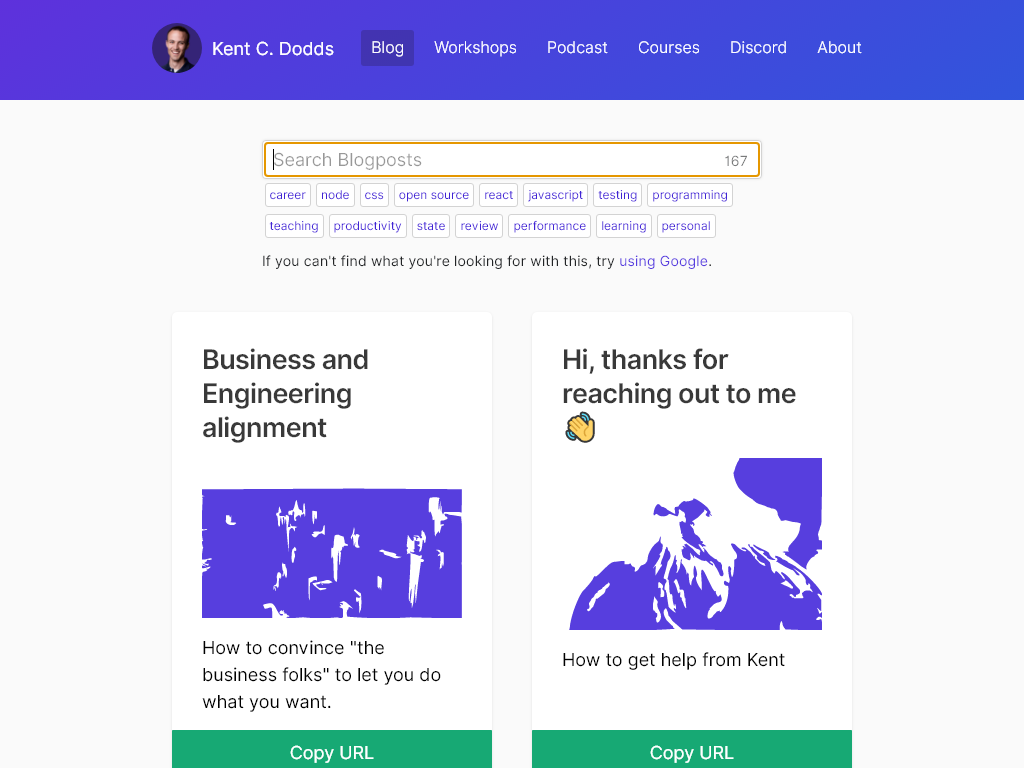 Kent C. Dodds Blog Workshops Podcast Courses Discord About
Search Blogposts 167
career node css open source react javascript testing programming
teaching productivity state review performance learning personal
If you can't find what you're looking for with this, try using Google.
Business and
Engineering
alignment
How to convince "the
business folks" to let you do
what you want.
Copy URL
Hi, thanks for
reaching out to me
👋
How to get help from Kent
Copy URL